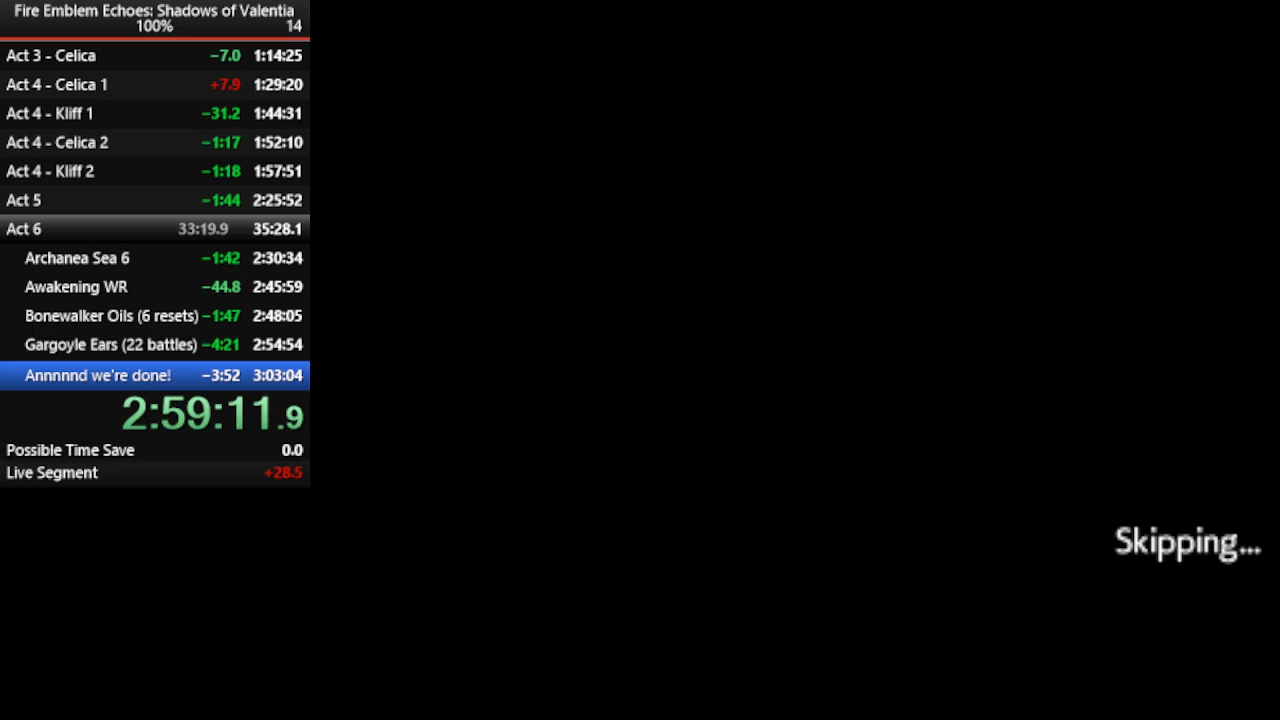 Fire Emblem Echoes: Shadows of Valentia
100% 14
Act 3 - Celica −7.0 1:14:25
Act 4 - Celica 1 +7.9 1:29:20
Act 4 - Kliff 1 −31.2 1:44:31
Act 4 - Celica 2 −1:17 1:52:10
Act 4 - Kliff 2 −1:18 1:57:51
Act 5 −1:44 2:25:52
Act 6 33:19.9 35:28.1
Archanea Sea 6 −1:42 2:30:34
Awakening WR −44.8 2:45:59
Bonewalker Oils (6 resets) −1:47 2:48:05
Gargoyle Ears (22 battles) −4:21 2:54:54
Annnnnd we're done! −3:52 3:03:04
2:59:11.9
Possible Time Save 0.0
Live Segment +28.5
Skipping...